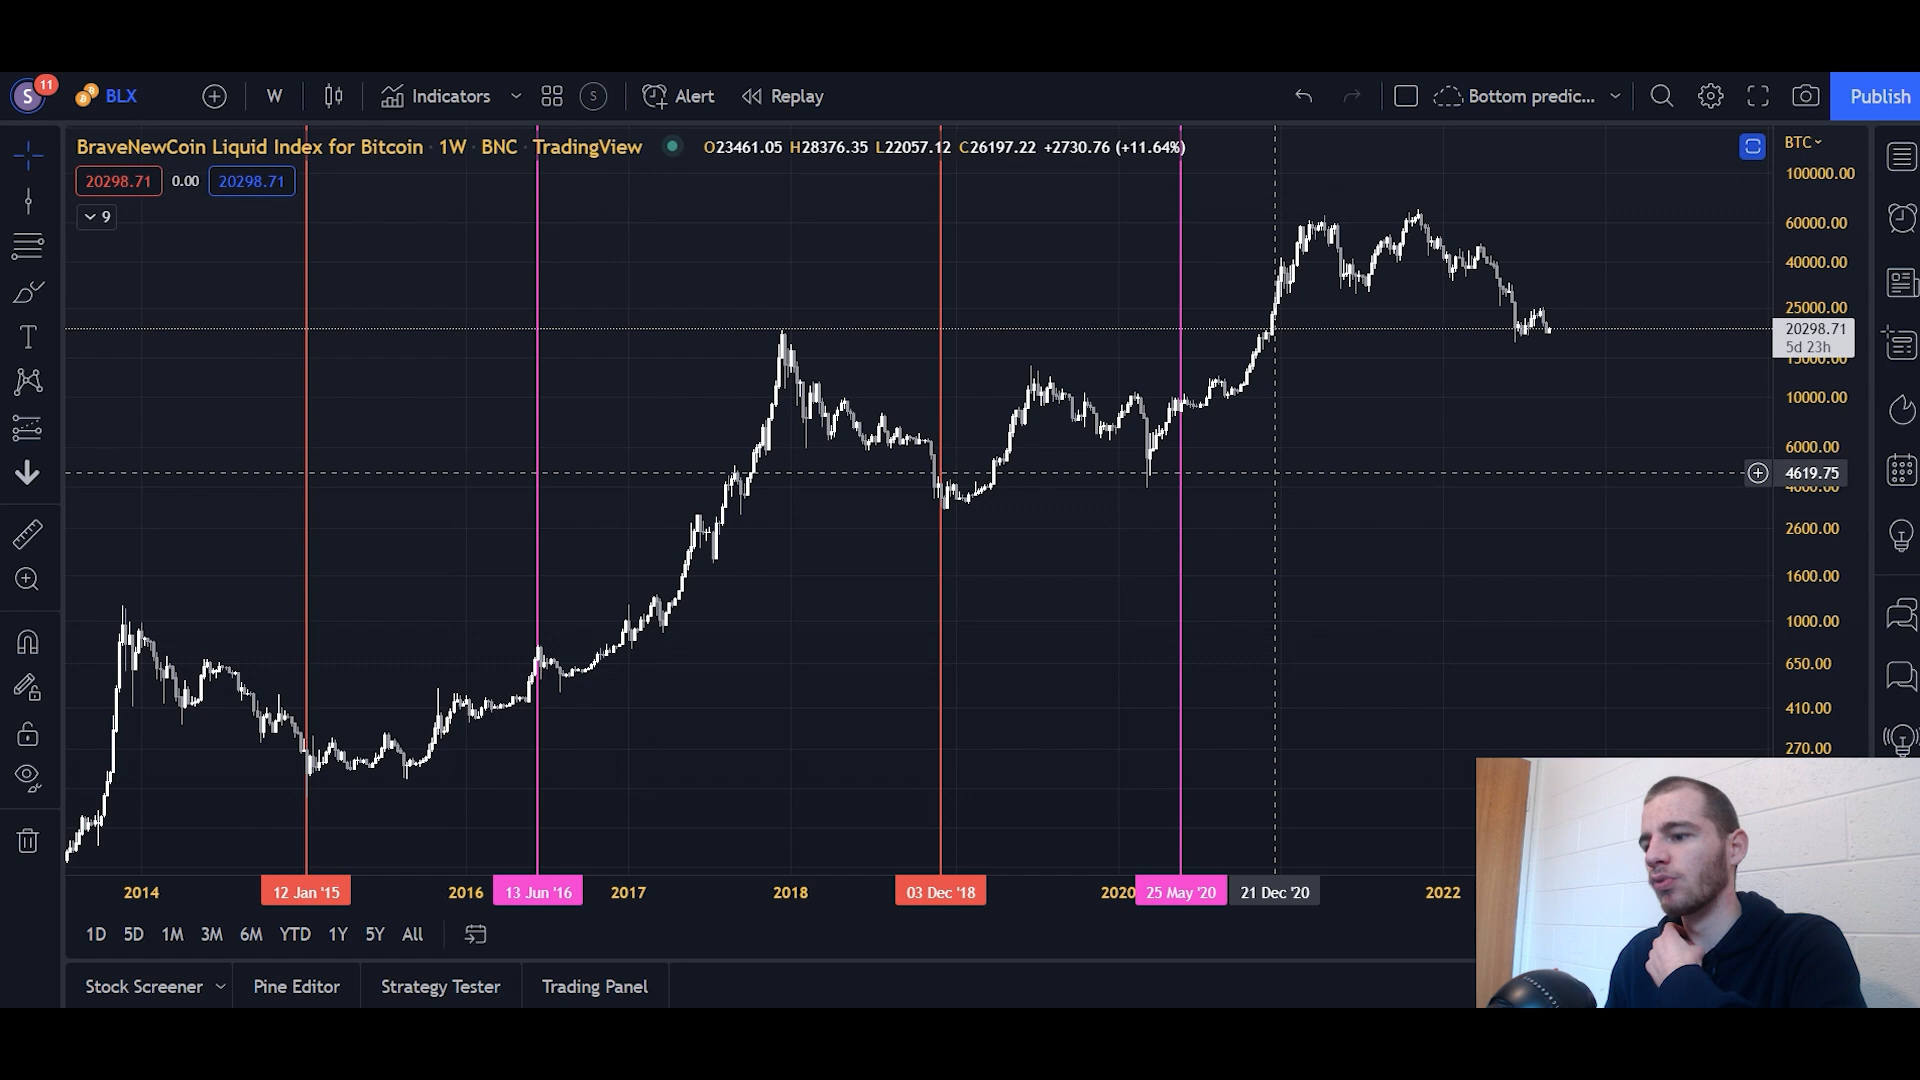 S 11 BLX W Indicators S Alert Replay Bottom predic... Publish
BraveNewCoin Liquid Index for Bitcoin · 1W · BNC · TradingView O23461.05 H28376.35 L22057.12 C26197.22 +2730.76 (+11.64%) BTC
20298.71 0.00 20298.71
9
100000.00
60000.00
40000.00
25000.00
20298.71
5d 23h
15000.00
10000.00
6000.00
4619.75
4000.00
2600.00
1600.00
1000.00
650.00
410.00
270.00
2014 12 Jan '15 2016 13 Jun '16 2017 2018 03 Dec '18 2020 25 May '20 21 Dec '20 2022
1D 5D 1M 3M 6M YTD 1Y 5Y All
Stock Screener Pine Editor Strategy Tester Trading Panel